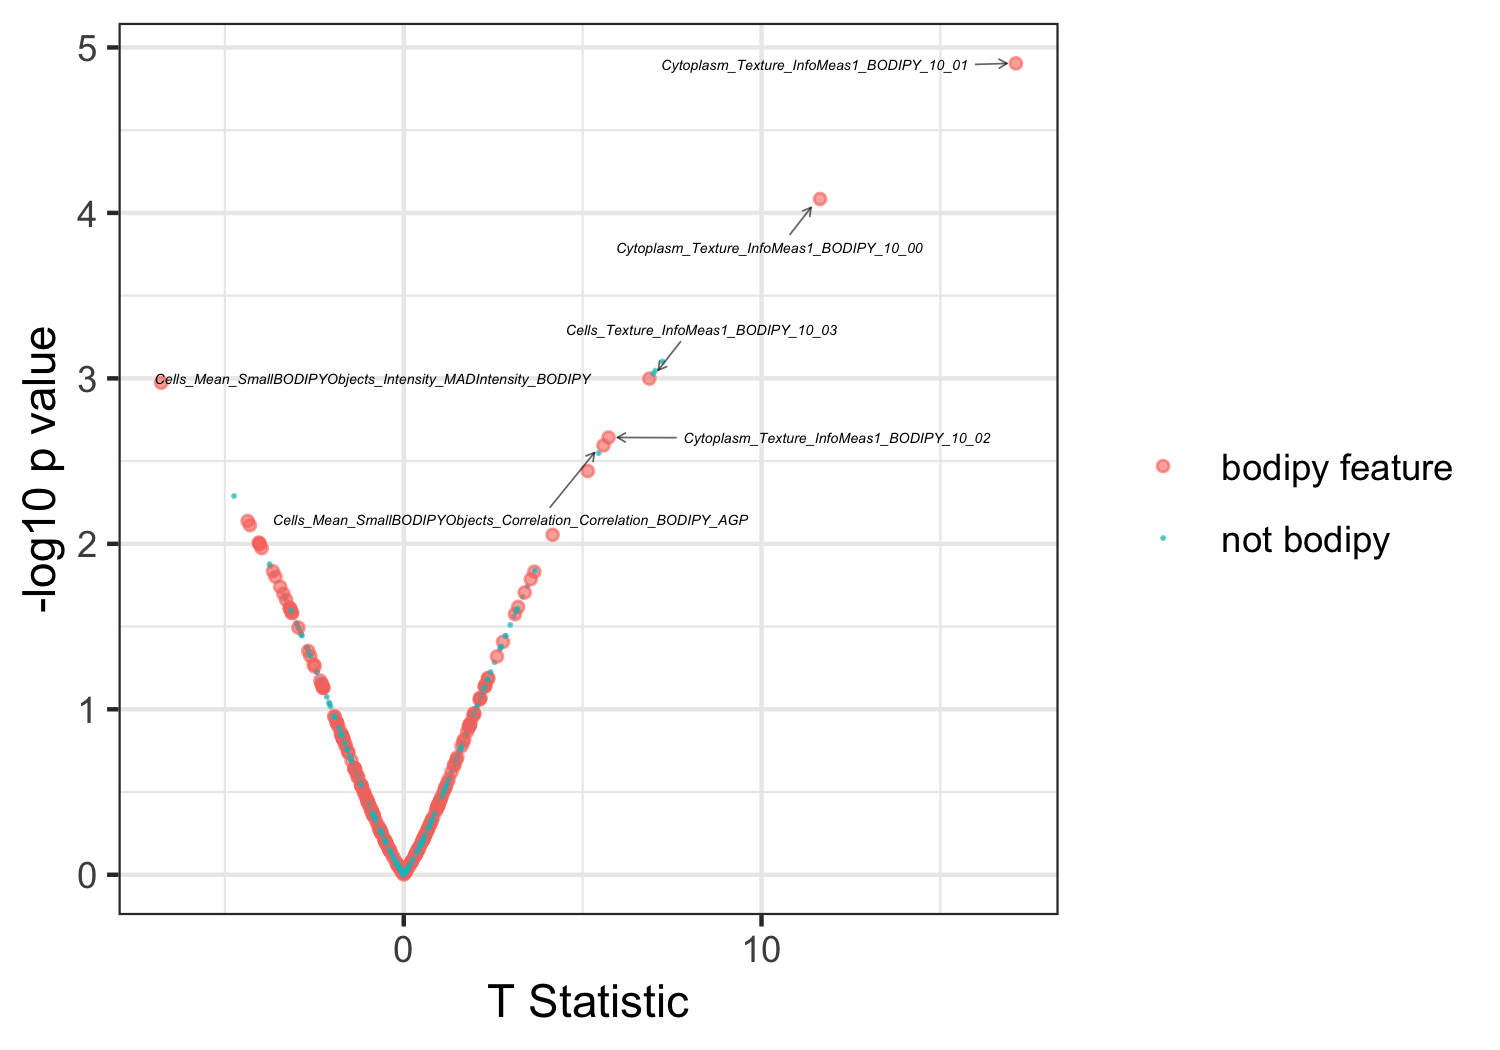 5
Cytoplasm_Texture_InfoMeas1_BODIPY_10_01
4
Cytoplasm_Texture_InfoMeas1_BODIPY_10_00
Cells_Texture_InfoMeas1_BODIPY_10_03
3
Cells_Mean_SmallBODIPYObjects_Intensity_MADIntensity_BODIPY
Cytoplasm_Texture_InfoMeas1_BODIPY_10_02
Cells_Mean_SmallBODIPYObjects_Correlation_Correlation_BODIPY_AGP
2
1
0
-log10 p value
0 10
T Statistic
bodipy feature
not bodipy